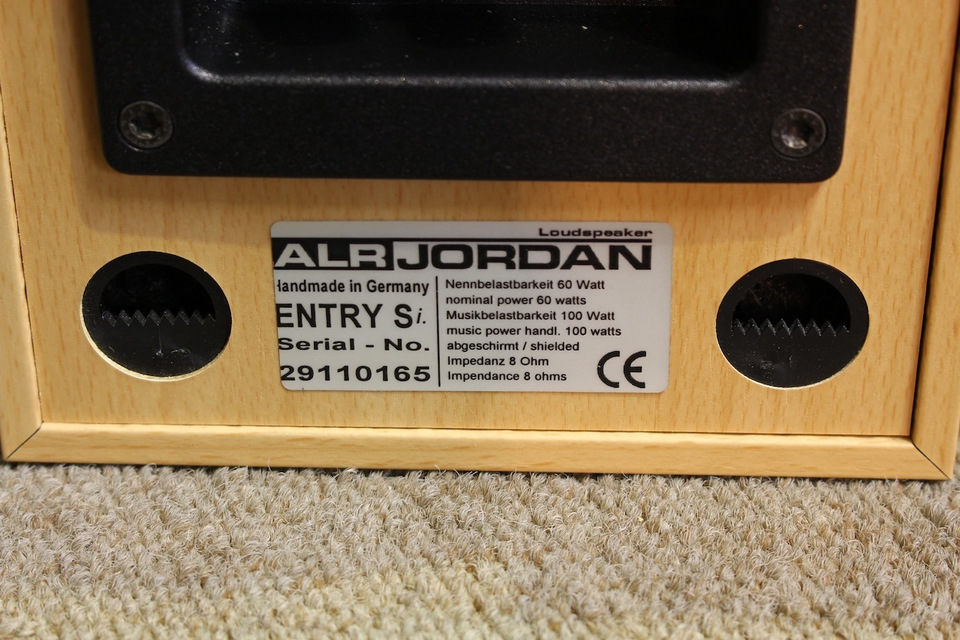 Loudspeaker
ALR JORDAN
Handmade in Germany
ENTRY Si.
Serial - No.
29110165
Nennbelastbarkeit 60 Watt
nominal power 60 watts
Musikbelastbarkeit 100 Watt
music power handl. 100 watts
abgeschirmt / shielded
Impedanz 8 Ohm
Impendance 8 ohms
CE